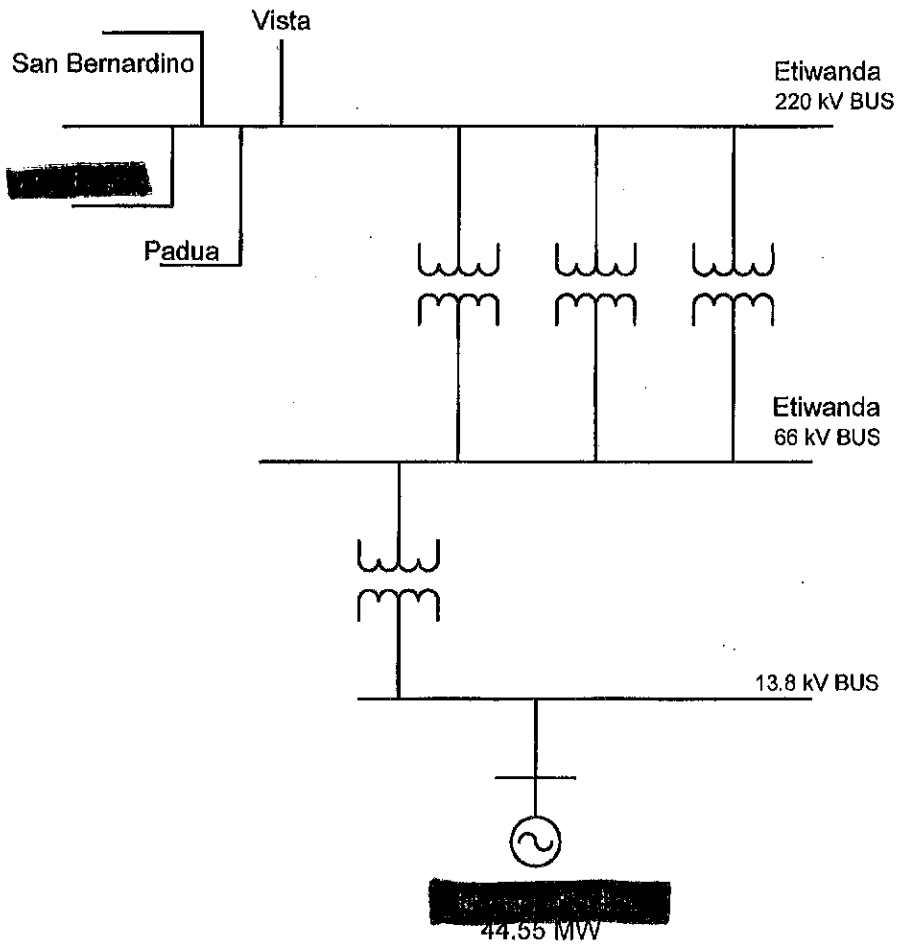 Vista
San Bernardino
Etiwanda
220 kV BUS
Padua
Etiwanda
66 kV BUS
13.8 kV BUS
44.55 MW